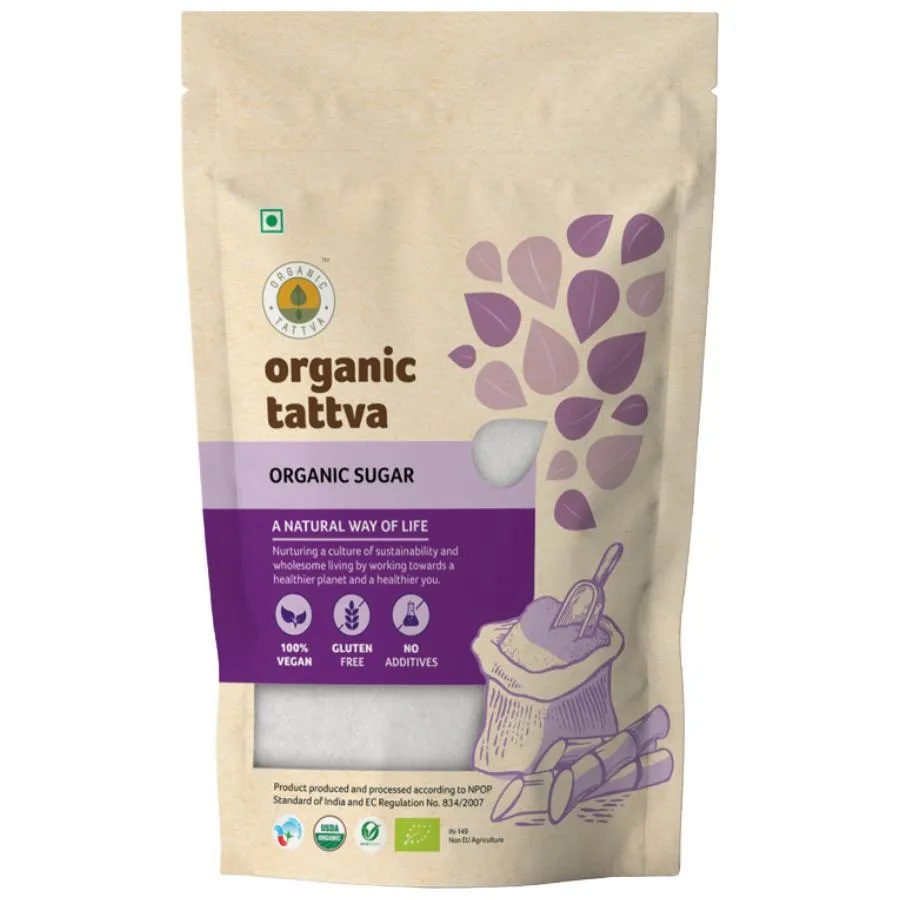 ORGANIC
TATTVA
TM
organic
tattva
ORGANIC SUGAR
A NATURAL WAY OF LIFE
Nurturing a culture of sustainability and
wholesome living by working towards a
healthier planet and a healthier you.
100%
VEGAN
GLUTEN
FREE
NO
ADDITIVES
Product produced and processed according to NPOP
Standard of India and EC Regulation No. 834/2007
USDA
ORGANIC
IN-149
Non EU Agriculture